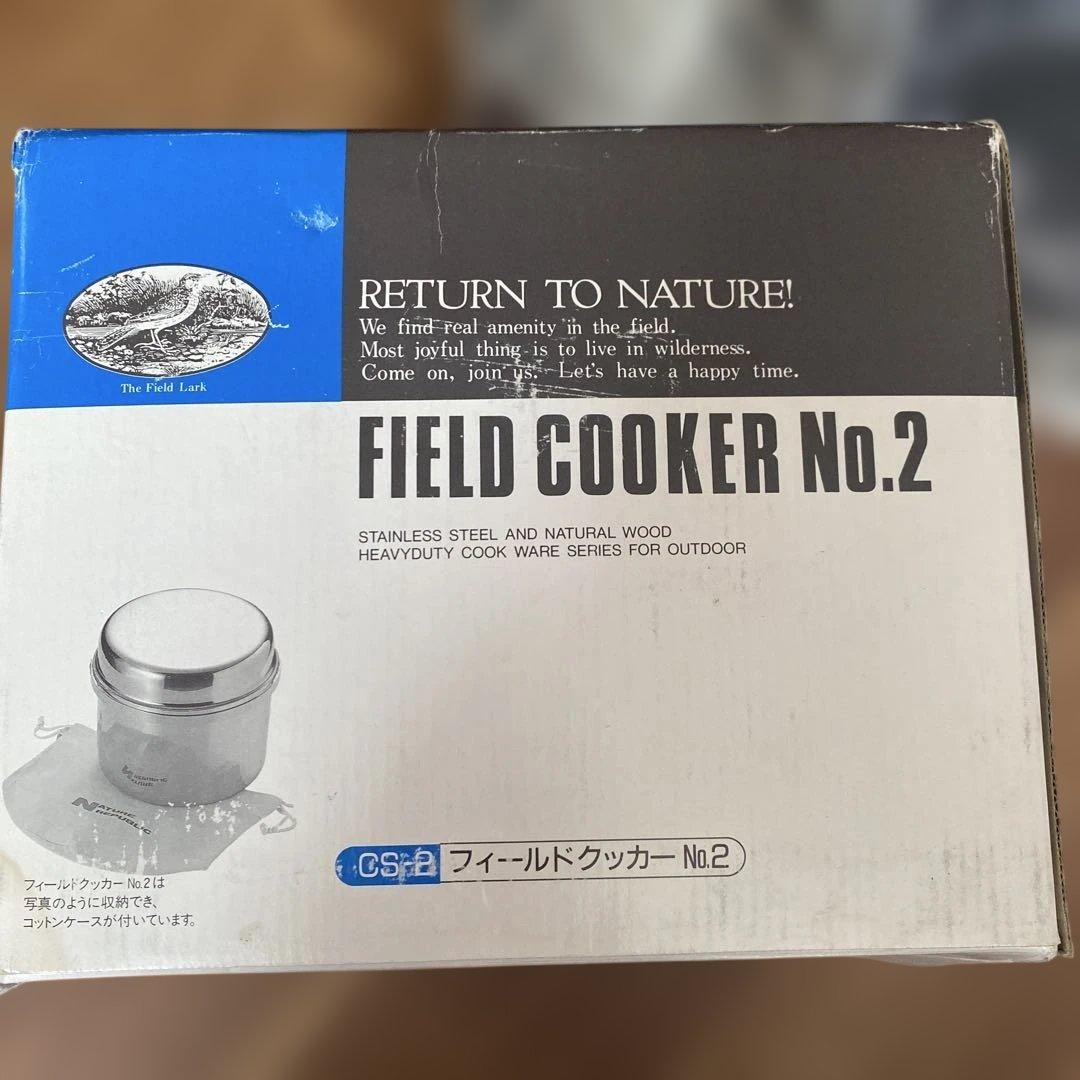 RETURN TO NATURE!
We find real amenity in the field.
Most joyful thing is to live in wilderness.
Come on, join us. Let's have a happy time.
The Field Lark
FIELD COOKER No.2
STAINLESS STEEL AND NATURAL WOOD
HEAVYDUTY COOK WARE SERIES FOR OUTDOOR
NATURE
REPUBLIC
CS-2 フィールドクッカー No.2
フィールドクッカー No.2は
写真のように収納でき、
コットンケースが付いています。